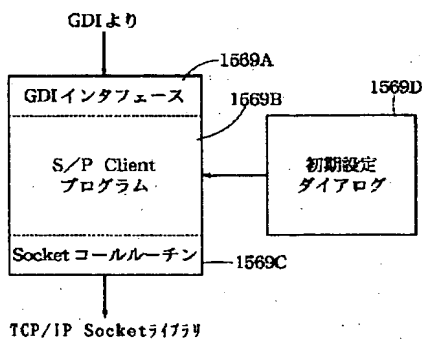 GDIより
1569A
GDIインタフェース
1569B
1569D
S/P Client
プログラム
初期設定
ダイアログ
Socketコールルーチン
1569C
TCP/IP Socketライブラリ